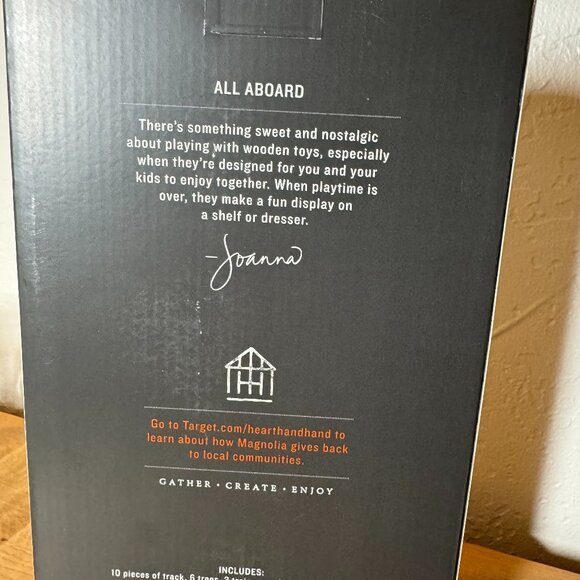 ALL ABOARD
There's something sweet and nostalgic
about playing with wooden toys, especially
when they're designed for you and your
kids to enjoy together. When playtime is
over, they make a fun display on
a shelf or dresser.
-Joanna
Go to Target.com/hearthandhand to
learn about how Magnolia gives back
to local communities.
GATHER • CREATE • ENJOY
INCLUDES:
10 pieces of track, 6 trees, 3